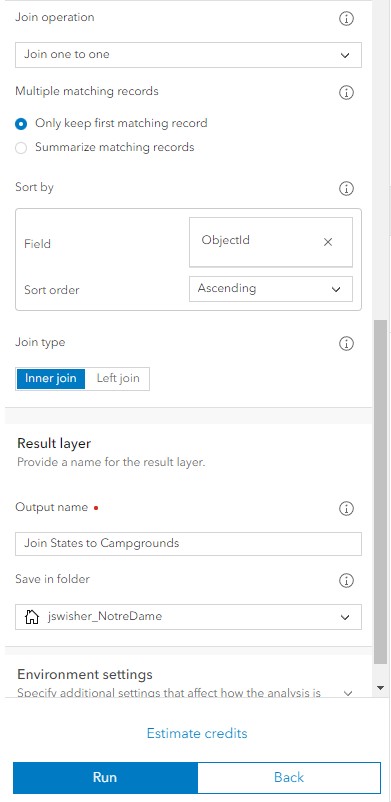 Join operation
Join one to one
Multiple matching records
Only keep first matching record
Summarize matching records
Sort by
Field
ObjectId
Sort order
Ascending
Join type
Inner join
Left join
Result layer
Provide a name for the result layer.
Output name
Join States to Campgrounds
Save in folder
jswisher_NotreDame
Environment settings
Specify additional settings that affect how the analysis is
Estimate credits
Run
Back